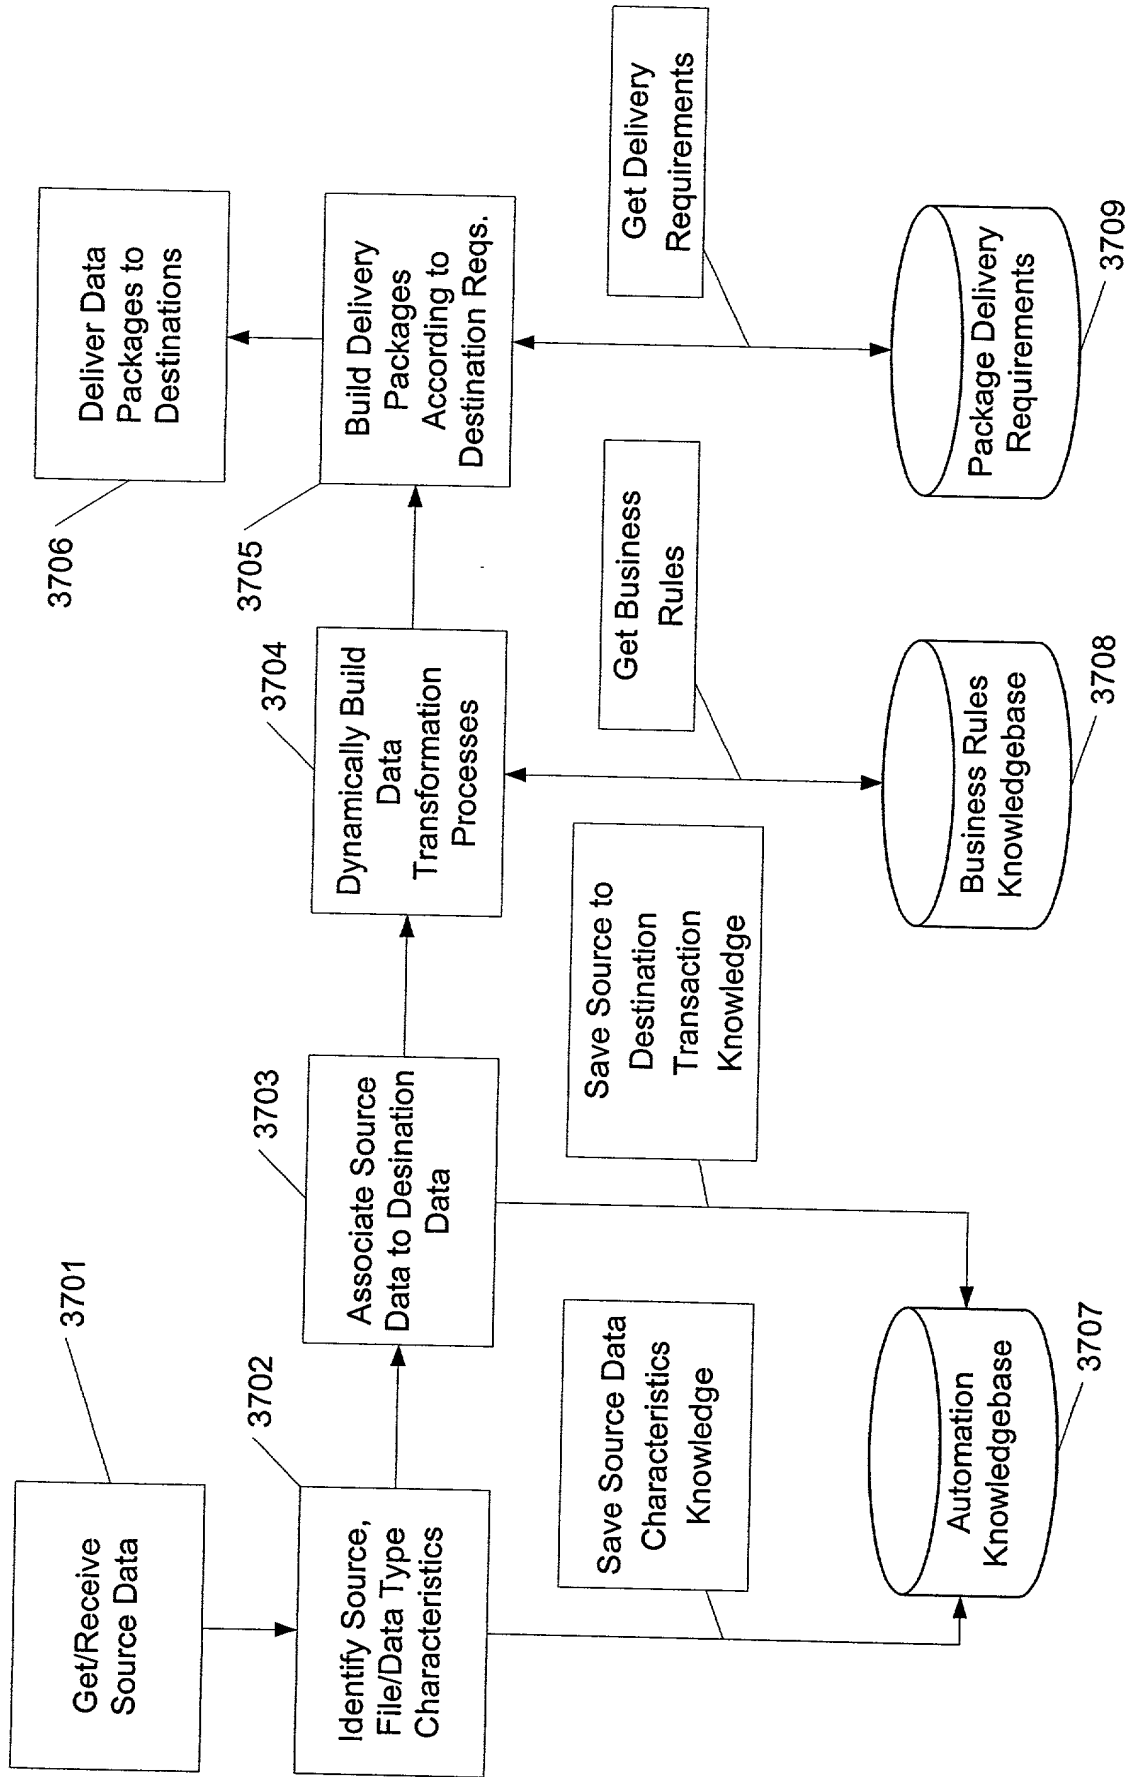 3701
Get/Receive
Source Data
3702
Identify Source,
File/Data Type
Characteristics
3703
Associate Source
Data to Desination
Data
3704
Dynamically Build
Data
Transformation
Processes
3705
Build Delivery
Packages
According to
Destination Reqs.
3706
Deliver Data
Packages to
Destinations
Save Source Data
Characteristics
Knowledge
Save Source to
Destination
Transaction
Knowledge
Get Business
Rules
Get Delivery
Requirements
Automation
Knowledgebase
3707
Business Rules
Knowledgebase
3708
Package Delivery
Requirements
3709